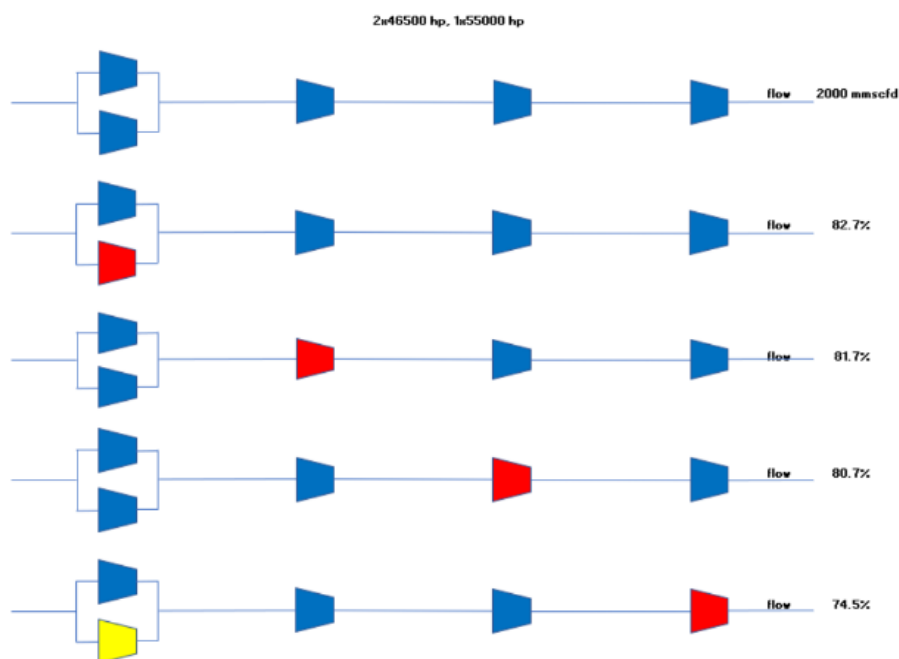 2x46500 hp, 1x55000 hp
flow 2000 mmscfd
flow 82.7%
flow 81.7%
flow 80.7%
flow 74.5%